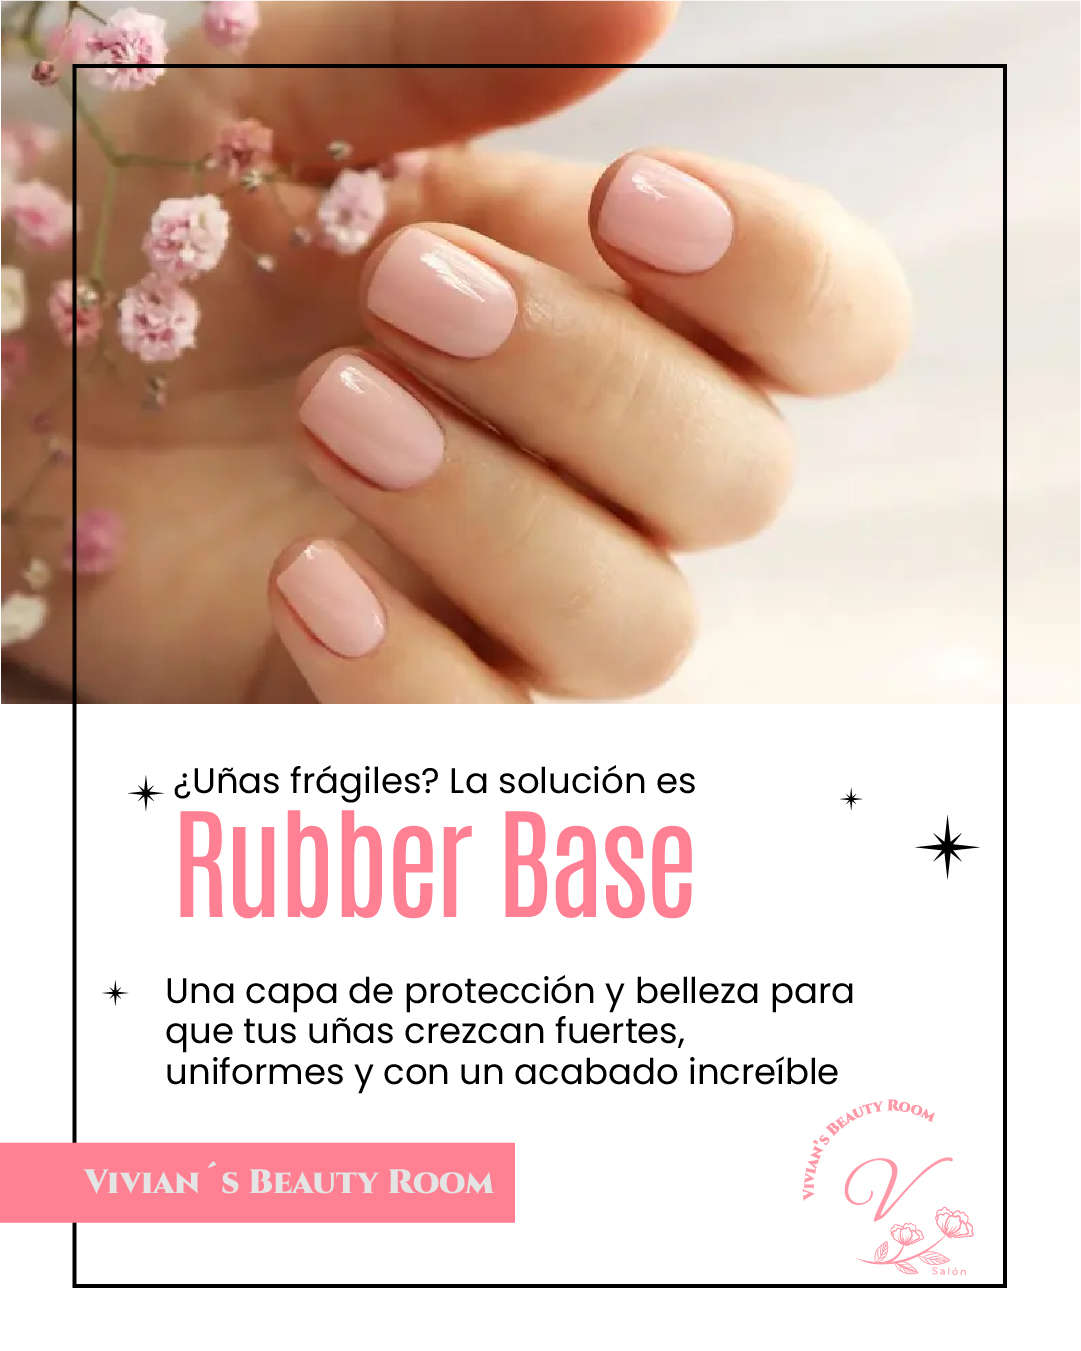 ¿Uñas frágiles? La solución es
Rubber Base
Una capa de protección y belleza para
que tus uñas crezcan fuertes,
uniformes y con un acabado increíble
Vivian´s Beauty Room
Vivian's Beauty Room
V
Salón